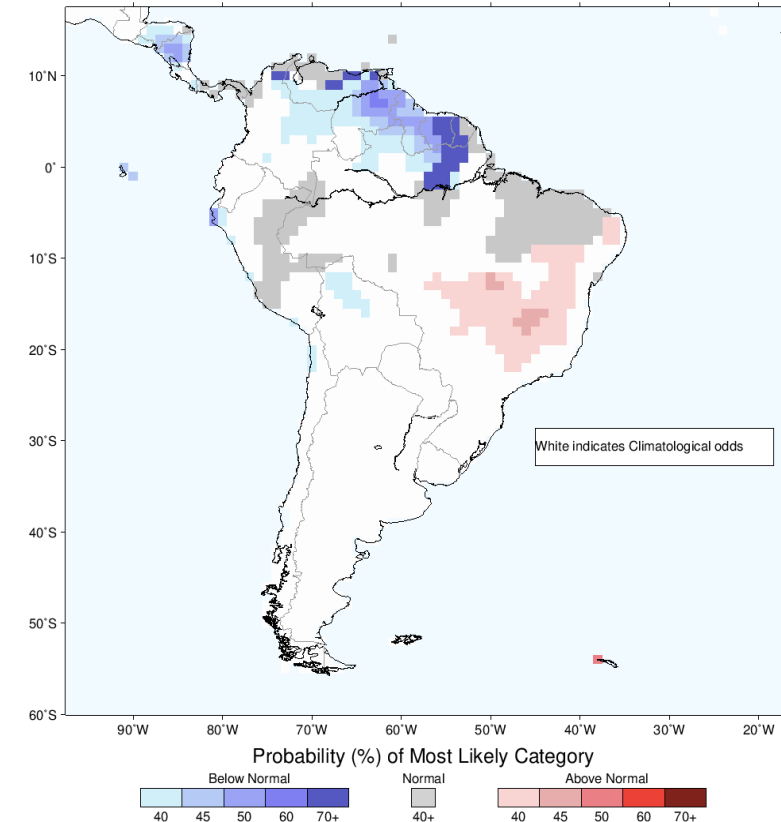 10°N
0°
10°S
20°S
White indicates Climatological odds
30°S
40°S
50°S
60°S
90°W 80°W 70°W 60°W 50°W 40°W 30°W 20°W
Probability (%) of Most Likely Category
Below Normal Normal Above Normal
40 45 50 60 70+ 40+ 40 45 50 60 70+